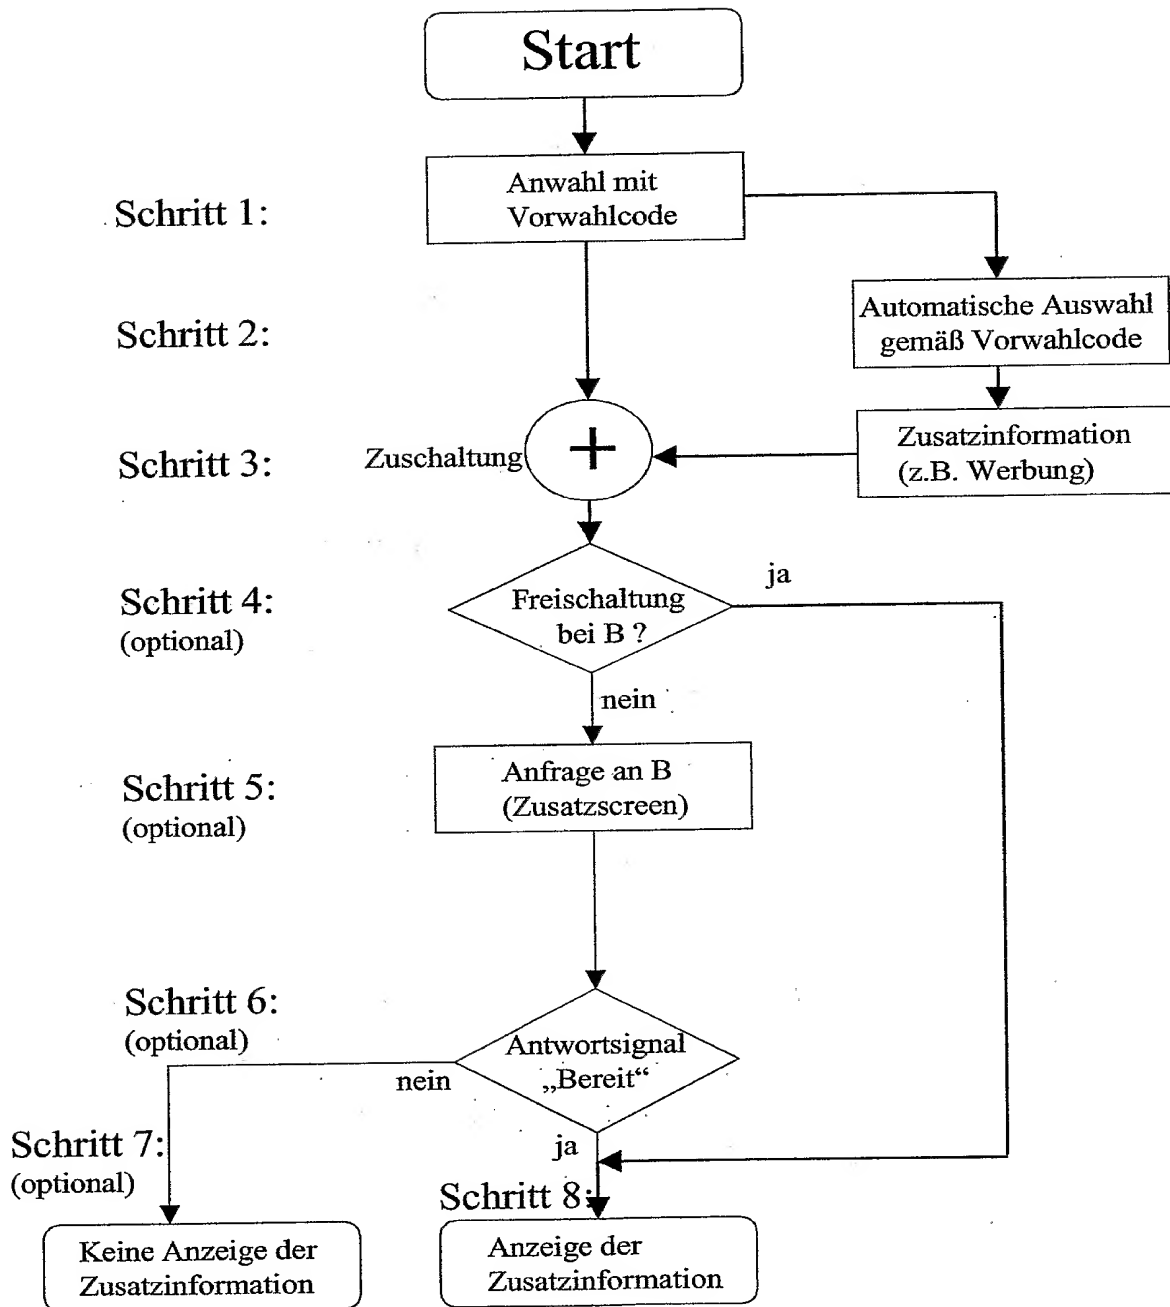 Start
Anwahl mit
Vorwahlcode
Schritt 1:
Automatische Auswahl
gemäß Vorwahlcode
Schritt 2:
Zusatzinformation
(z.B. Werbung)
Schritt 3:
Zuschaltung
+
ja
Schritt 4:
(optional)
Freischaltung
bei B ?
nein
Schritt 5:
(optional)
Anfrage an B
(Zusatzscreen)
Schritt 6:
(optional)
Antwortsignal
„Bereit“
nein
Schritt 7:
(optional)
ja
Schritt 8:
Keine Anzeige der
Zusatzinformation
Anzeige der
Zusatzinformation